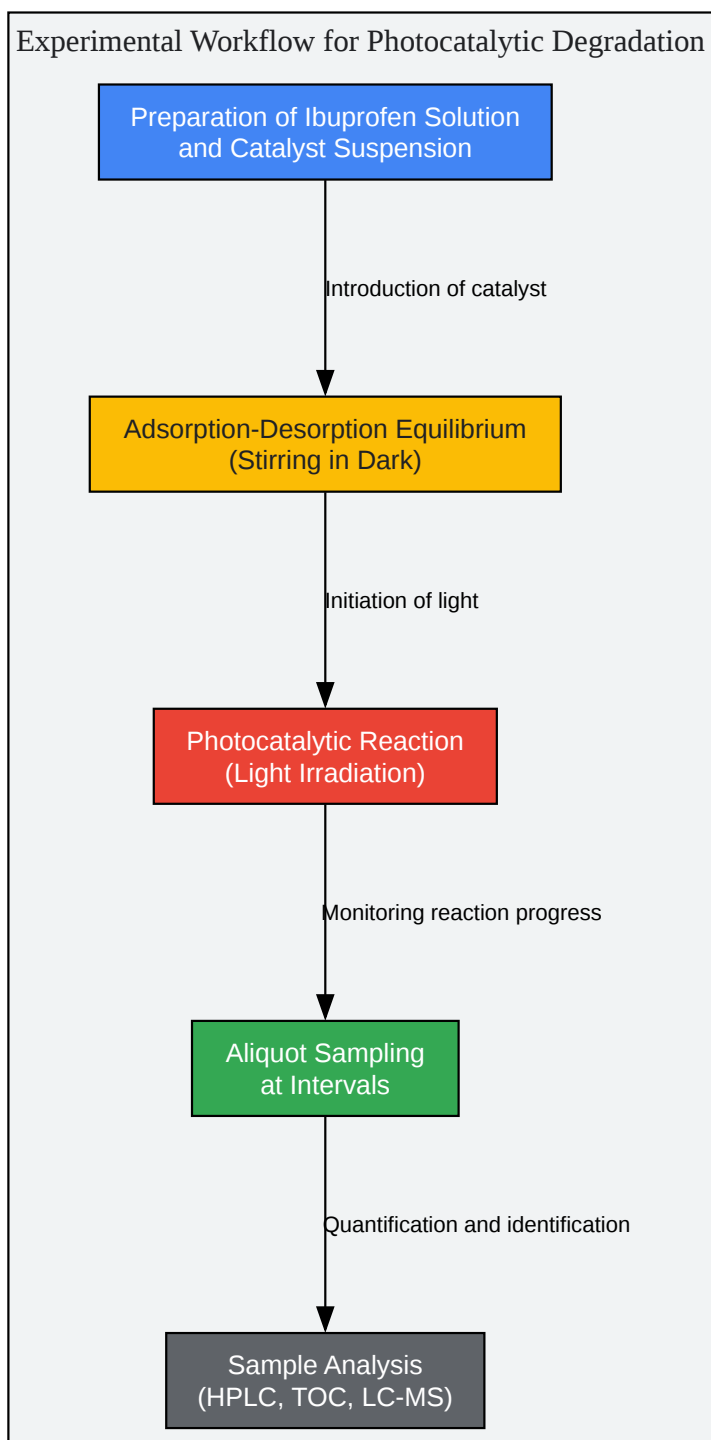 Experimental Workflow for Photocatalytic Degradation
Preparation of Ibuprofen Solution
and Catalyst Suspension
Introduction of catalyst
Adsorption-Desorption Equilibrium
(Stirring in Dark)
Initiation of light
Photocatalytic Reaction
(Light Irradiation)
Monitoring reaction progress
Aliquot Sampling
at Intervals
Quantification and identification
Sample Analysis
(HPLC, TOC, LC-MS)